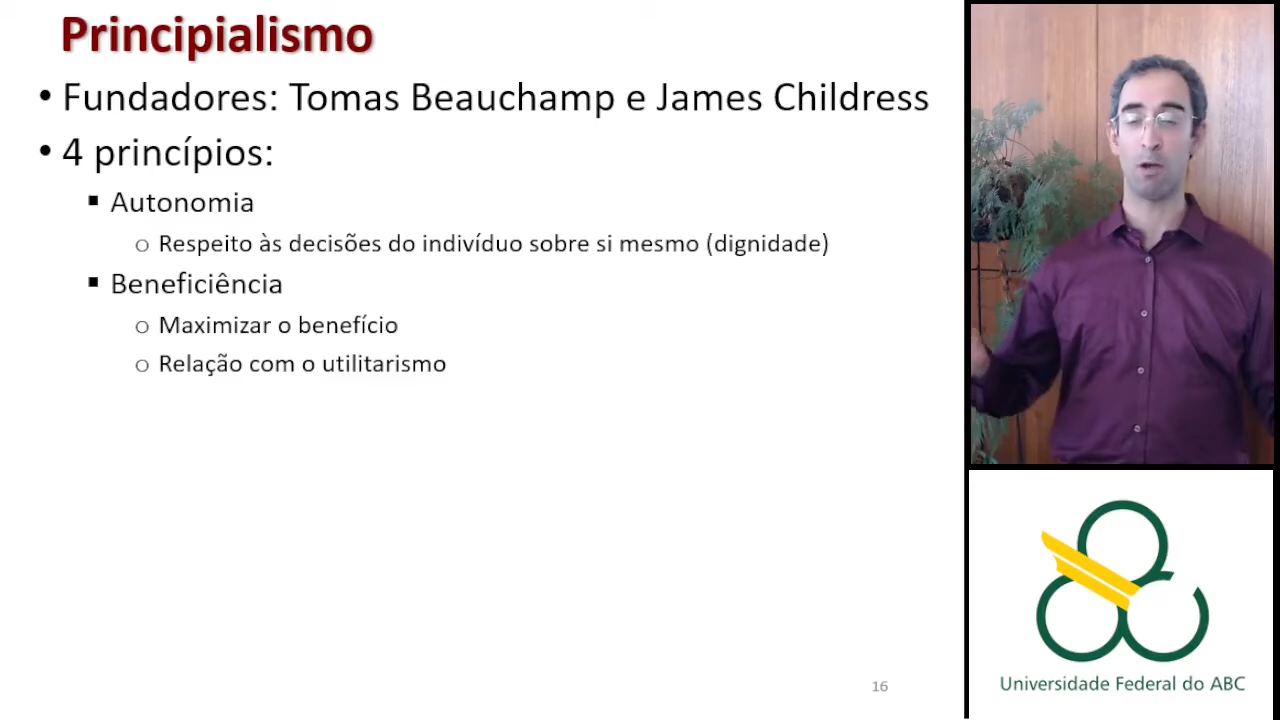 Principialismo
• Fundadores: Tomas Beauchamp e James Childress
• 4 princípios:
▪ Autonomia
○ Respeito às decisões do indivíduo sobre si mesmo (dignidade)
▪ Beneficiência
○ Maximizar o benefício
○ Relação com o utilitarismo
16
Universidade Federal do ABC